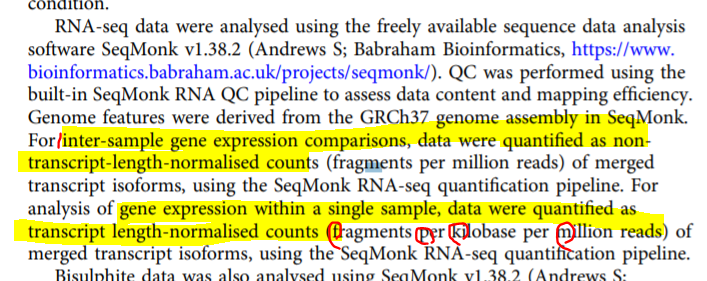 condition.
RNA-seq data were analysed using the freely available sequence data analysis
software SeqMonk v1.38.2 (Andrews S; Babraham Bioinformatics, https://www.
bioinformatics.babraham.ac.uk/projects/seqmonk/). QC was performed using the
built-in SeqMonk RNA QC pipeline to assess data content and mapping efficiency.
Genome features were derived from the GRCh37 genome assembly in SeqMonk.
For inter-sample gene expression comparisons, data were quantified as non-
transcript-length-normalised counts (fragments per million reads) of merged
transcript isoforms, using the SeqMonk RNA-seq quantification pipeline. For
analysis of gene expression within a single sample, data were quantified as
transcript length-normalised counts (fragments per kilobase per million reads) of
merged transcript isoforms, using the SeqMonk RNA-seq quantification pipeline.
Bisulphite data was also analysed using SeqMonk v1.38.2 (Andrews S;